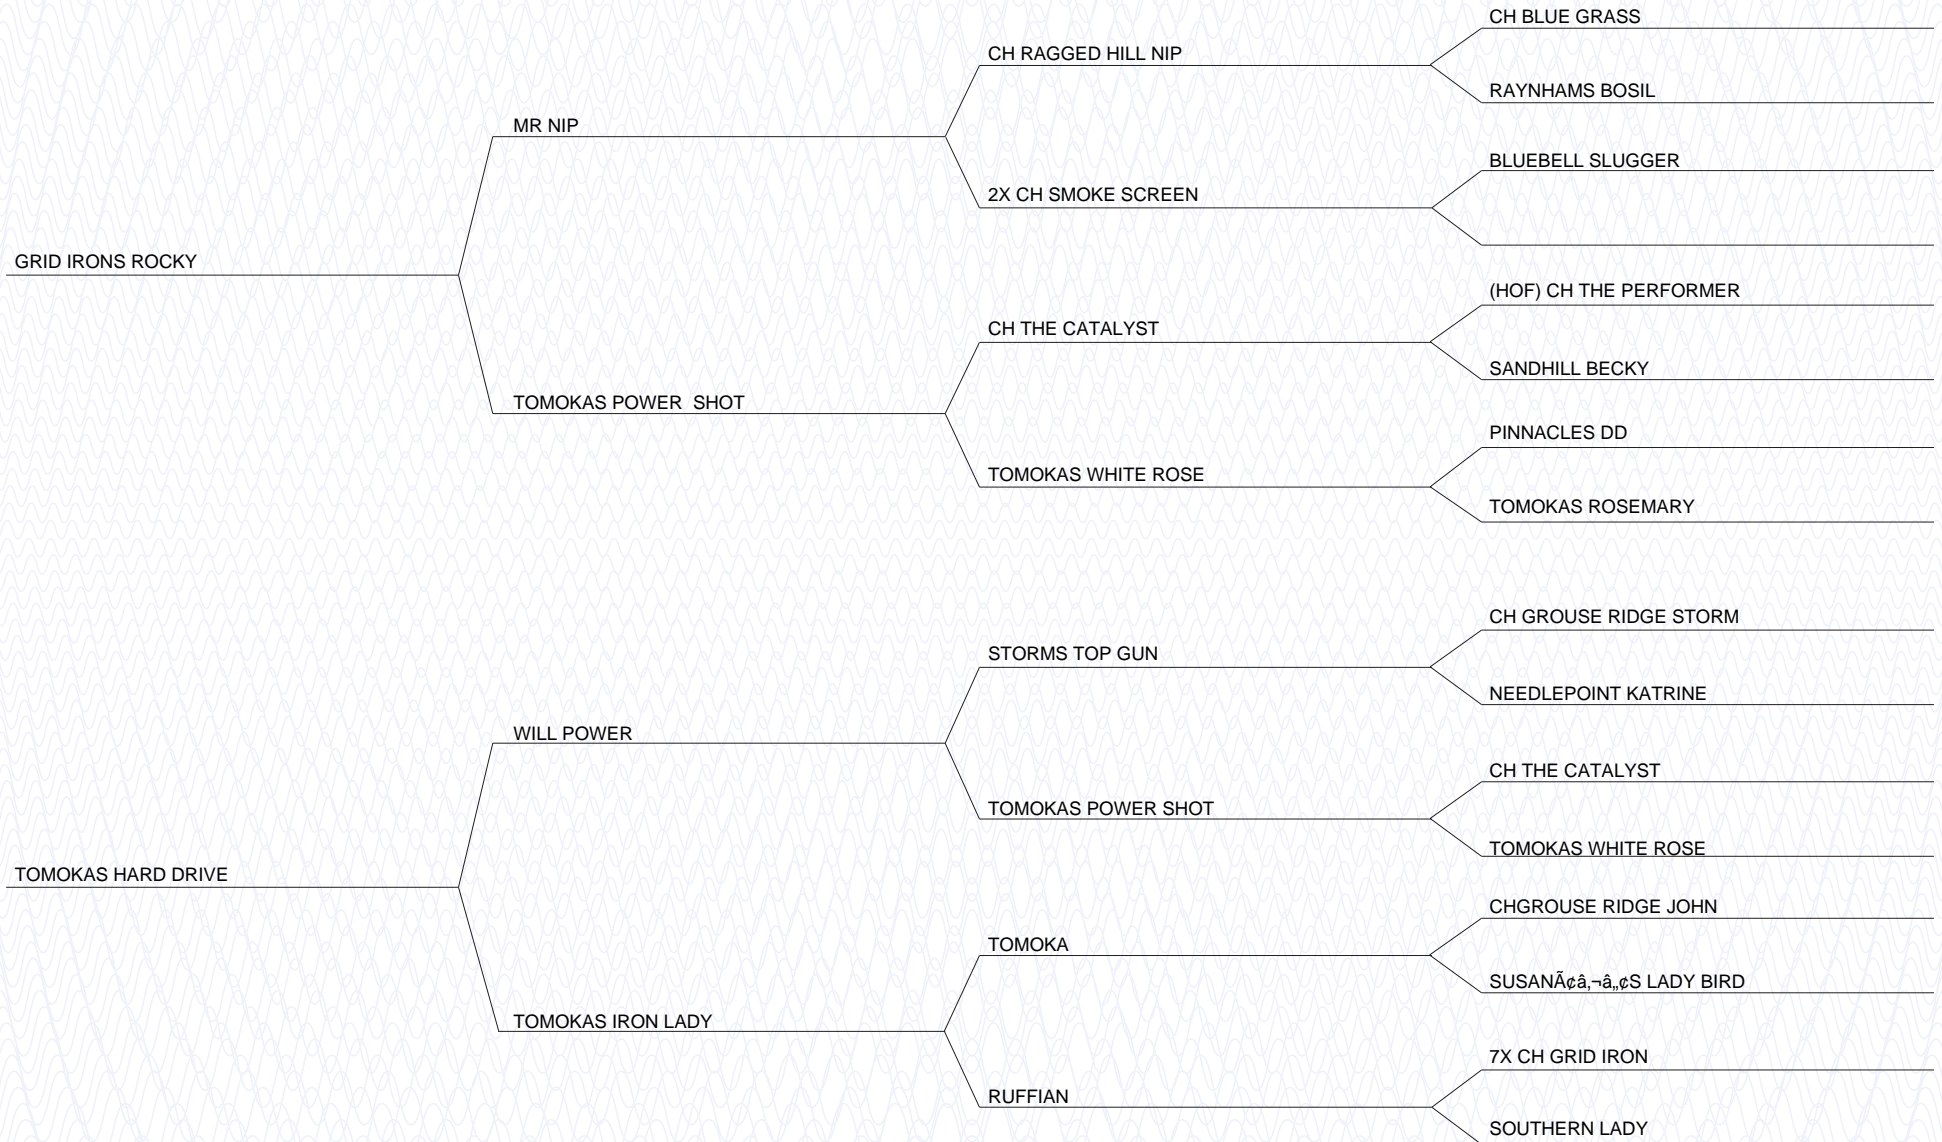 CH BLUE GRASS
CH RAGGED HILL NIP
RAYNHAMS BOSIL
MR NIP
BLUEBELL SLUGGER
2X CH SMOKE SCREEN
GRID IRONS ROCKY
(HOF) CH THE PERFORMER
CH THE CATALYST
SANDHILL BECKY
TOMOKAS POWER  SHOT
PINNACLES DD
TOMOKAS WHITE ROSE
TOMOKAS ROSEMARY
CH GROUSE RIDGE STORM
STORMS TOP GUN
NEEDLEPOINT KATRINE
WILL POWER
CH THE CATALYST
TOMOKAS POWER SHOT
TOMOKAS WHITE ROSE
TOMOKAS HARD DRIVE
CHGROUSE RIDGE JOHN
TOMOKA
SUSANÃ¢â‚¬â„¢S LADY BIRD
TOMOKAS IRON LADY
7X CH GRID IRON
RUFFIAN
SOUTHERN LADY